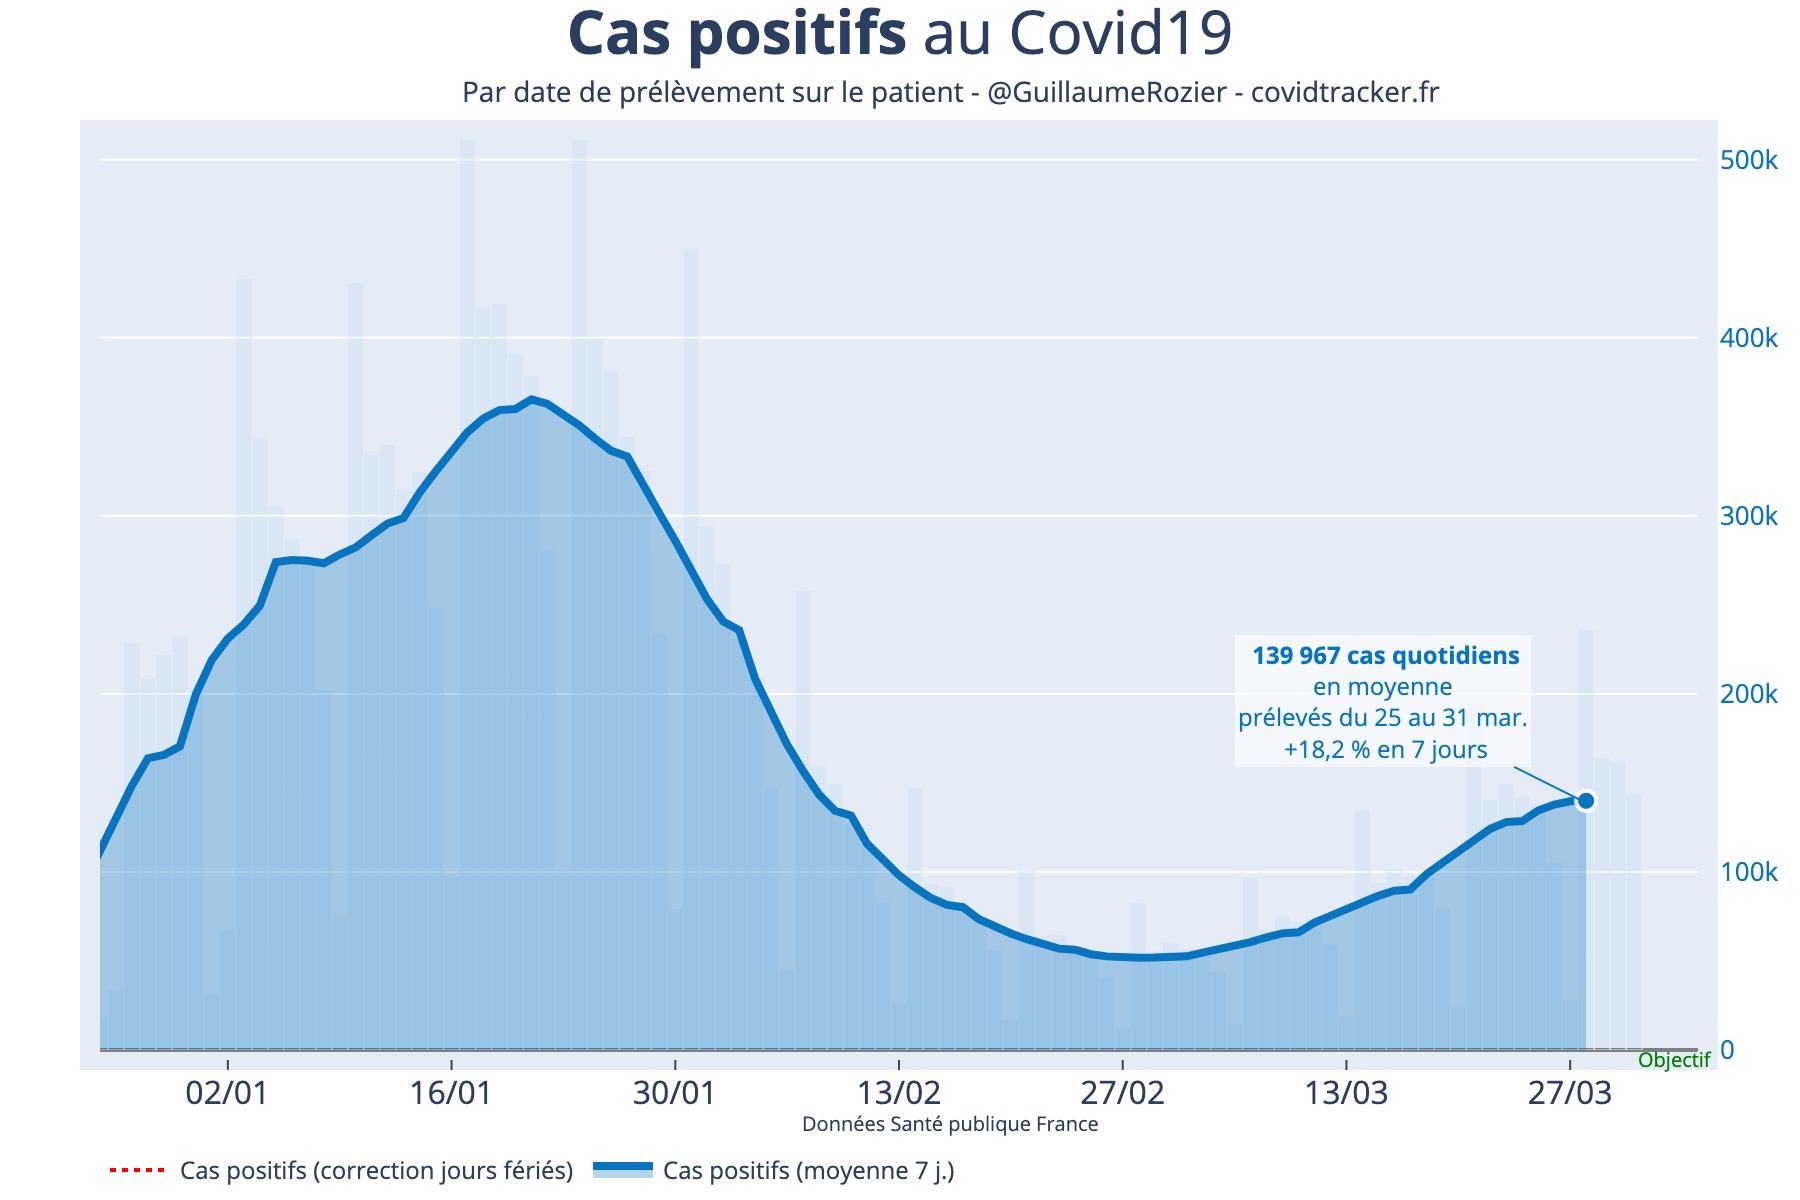 Cas positifs au Covid19
Par date de prélèvement sur le patient - @GuillaumeRozier - covidtracker.fr
500k
400k
300k
139 967 cas quotidiens
en moyenne
prélevés du 25 au 31 mar.
+18,2 % en 7 jours
200k
100k
0
Objectif
02/01 16/01 30/01 13/02 27/02 13/03 27/03
Données Santé publique France
Cas positifs (correction jours fériés) Cas positifs (moyenne 7 j.)